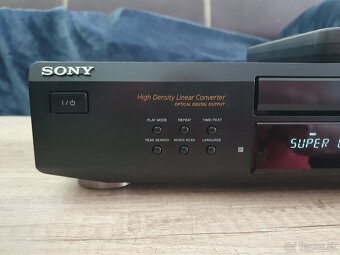 SONY
High Density Linear Converter
OPTICAL DIGITAL OUTPUT
I / ⏻
PLAY MODE REPEAT TIME/TEXT
PEAK SEARCH MUSIC SCAN LANGUAGE
SUPER